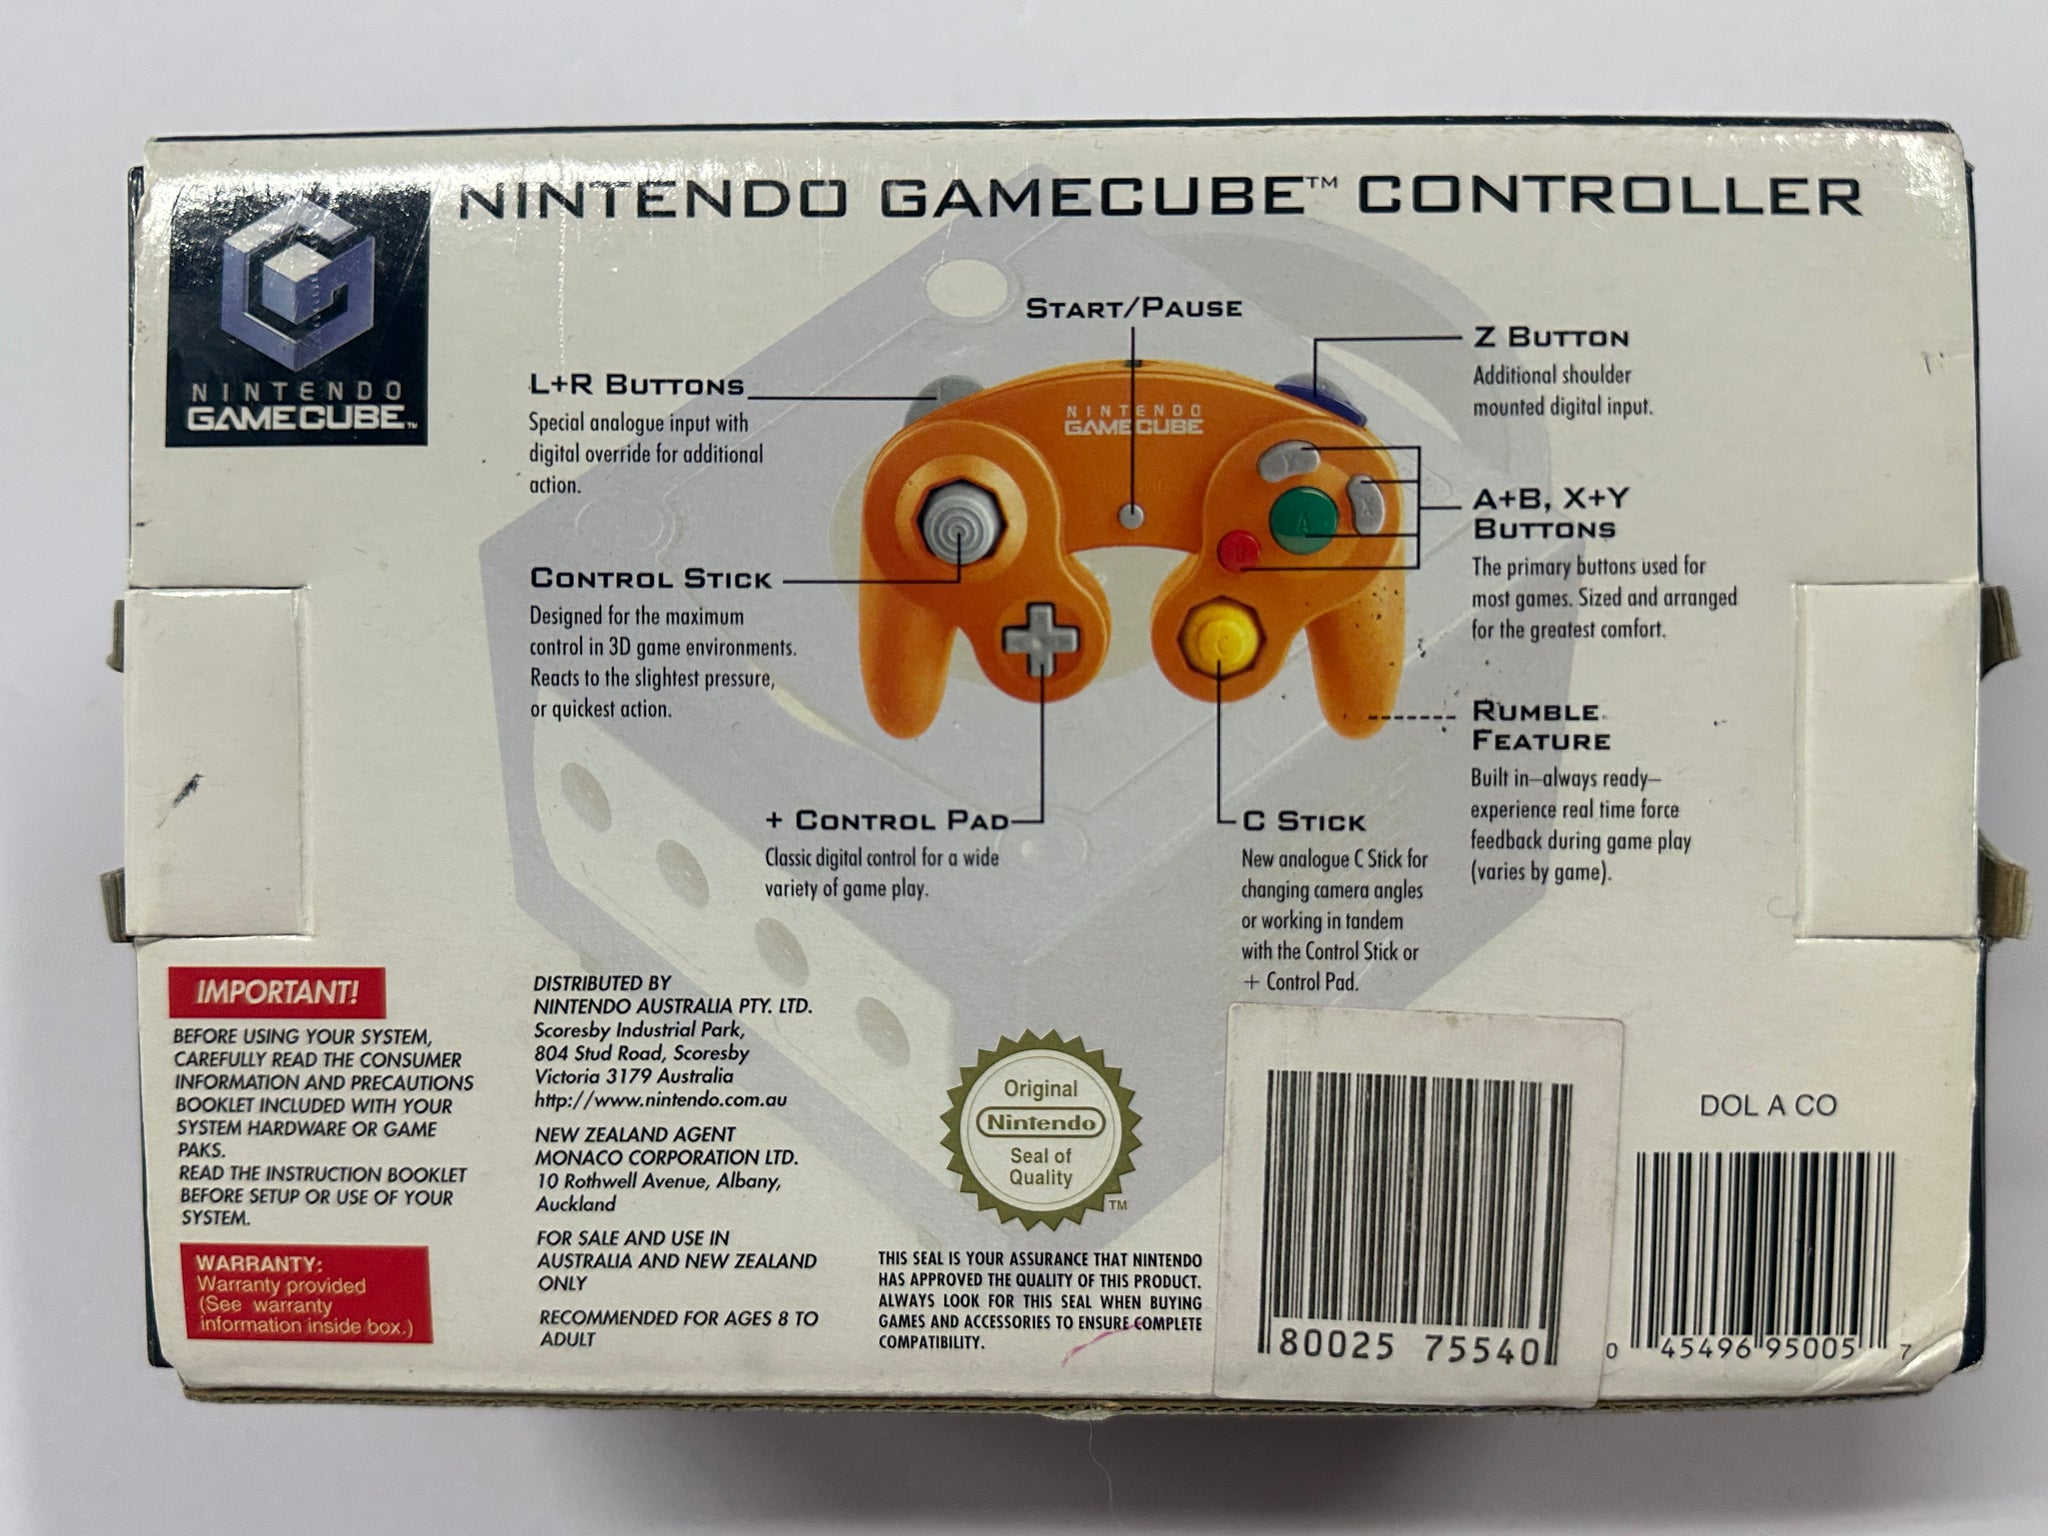 NINTENDO GAMECUBE™ CONTROLLER
NINTENDO
GAMECUBE™
START/PAUSE
L+R BUTTONS
Special analogue input with
digital override for additional
action.
CONTROL STICK
Designed for the maximum
control in 3D game environments.
Reacts to the slightest pressure,
or quickest action.
+ CONTROL PAD
Classic digital control for a wide
variety of game play.
NINTENDO
GAMECUBE
Y
X
A
C
Z BUTTON
Additional shoulder
mounted digital input.
A+B, X+Y
BUTTONS
The primary buttons used for
most games. Sized and arranged
for the greatest comfort.
RUMBLE
FEATURE
Built in–always ready–
experience real time force
feedback during game play
(varies by game).
C STICK
New analogue C Stick for
changing camera angles
or working in tandem
with the Control Stick or
+ Control Pad.
IMPORTANT!
BEFORE USING YOUR SYSTEM,
CAREFULLY READ THE CONSUMER
INFORMATION AND PRECAUTIONS
BOOKLET INCLUDED WITH YOUR
SYSTEM HARDWARE OR GAME
PAKS.
READ THE INSTRUCTION BOOKLET
BEFORE SETUP OR USE OF YOUR
SYSTEM.
WARRANTY:
Warranty provided
(See warranty
information inside box.)
DISTRIBUTED BY
NINTENDO AUSTRALIA PTY. LTD.
Scoresby Industrial Park,
804 Stud Road, Scoresby
Victoria 3179 Australia
http://www.nintendo.com.au
NEW ZEALAND AGENT
MONACO CORPORATION LTD.
10 Rothwell Avenue, Albany,
Auckland
FOR SALE AND USE IN
AUSTRALIA AND NEW ZEALAND
ONLY
RECOMMENDED FOR AGES 8 TO
ADULT
Original
Nintendo
Seal of
Quality
TM
THIS SEAL IS YOUR ASSURANCE THAT NINTENDO
HAS APPROVED THE QUALITY OF THIS PRODUCT.
ALWAYS LOOK FOR THIS SEAL WHEN BUYING
GAMES AND ACCESSORIES TO ENSURE COMPLETE
COMPATIBILITY.
80025 75540
DOL A CO
0 45496 95005 7